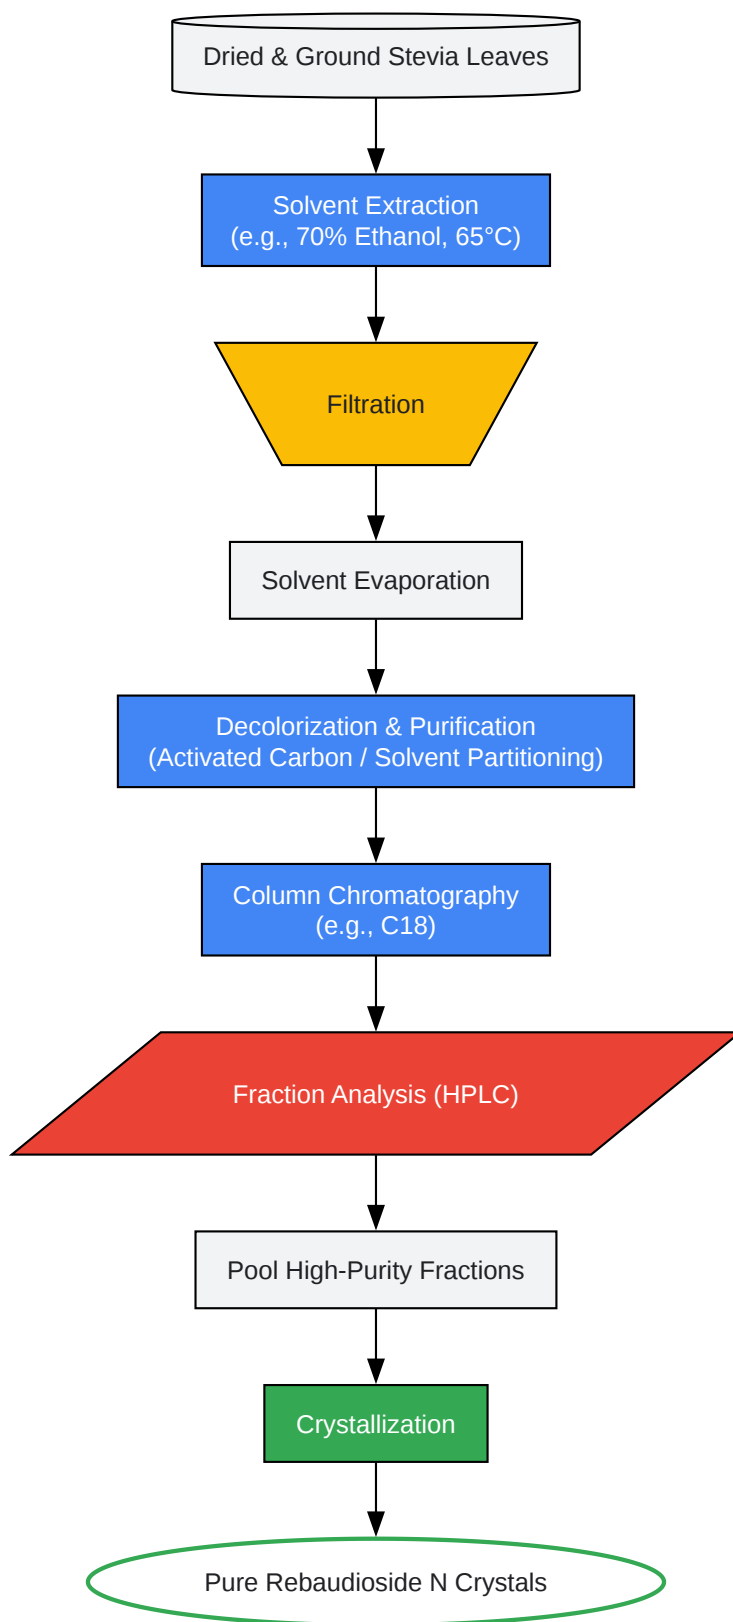 Dried & Ground Stevia Leaves
Solvent Extraction
(e.g., 70% Ethanol, 65°C)
Filtration
Solvent Evaporation
Decolorization & Purification
(Activated Carbon / Solvent Partitioning)
Column Chromatography
(e.g., C18)
Fraction Analysis (HPLC)
Pool High-Purity Fractions
Crystallization
Pure Rebaudioside N Crystals